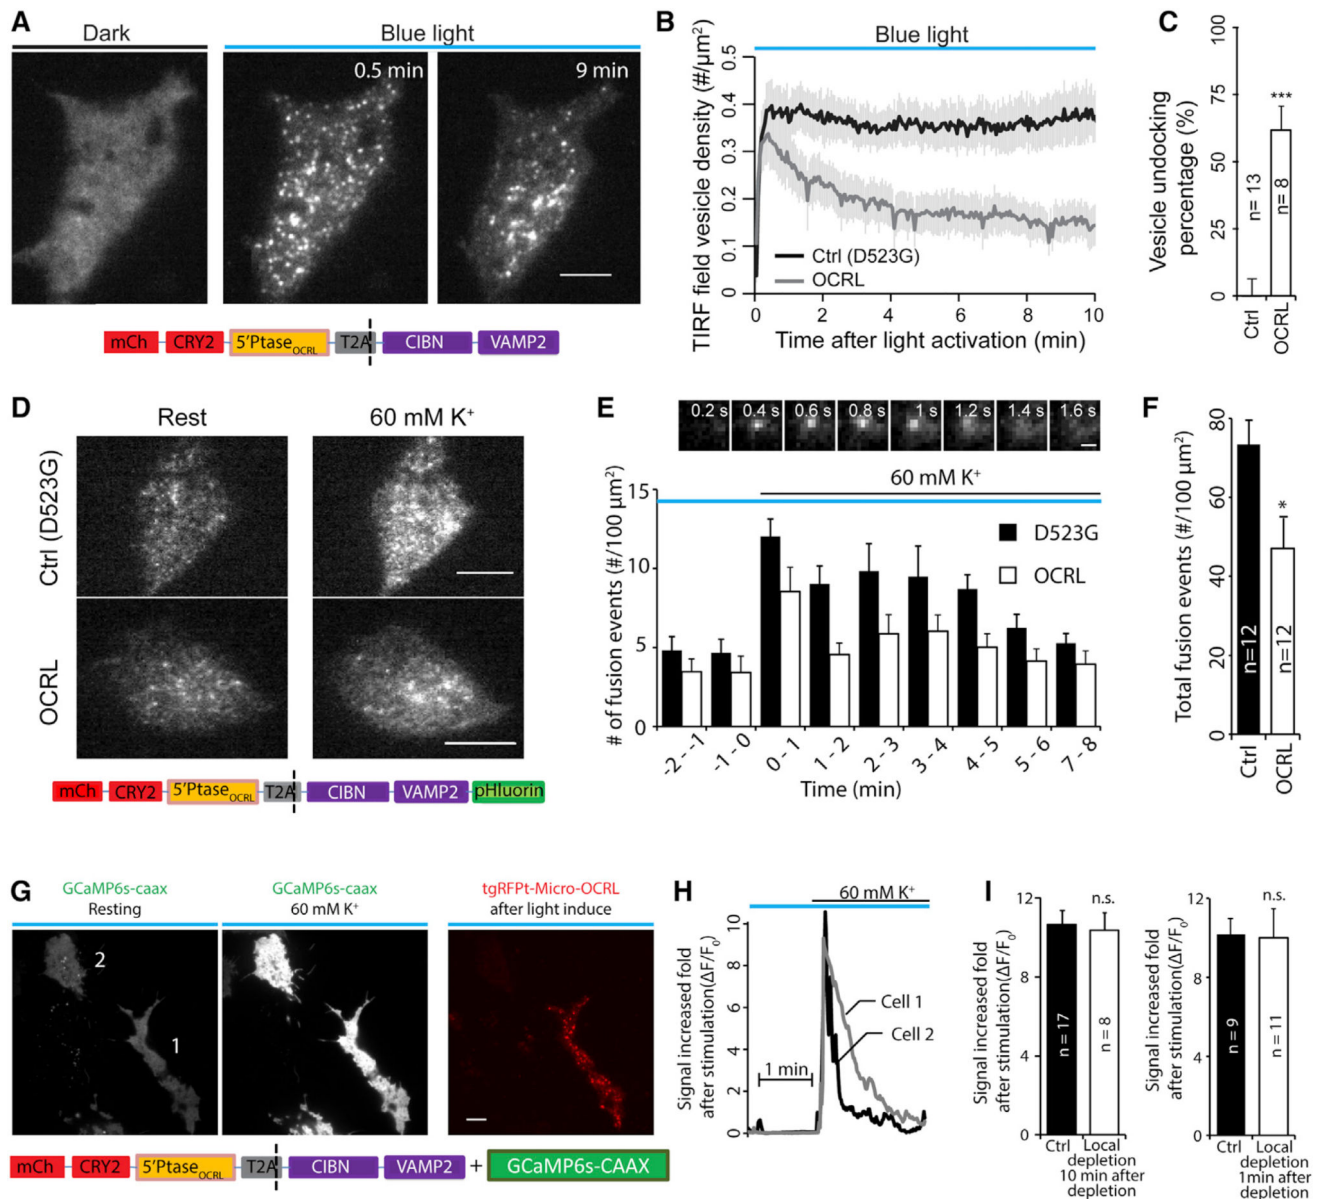 A
Dark
Blue light
0.5 min
9 min
mCh
CRY2
5'Ptase OCRL
T2A
CIBN
VAMP2
B
Blue light
TIRF field vesicle density (#/µm²)
0.5
0.4
0.3
0.2
0.1
0
Ctrl (D523G)
OCRL
0
2
4
6
8
10
Time after light activation (min)
C
Vesicle undocking
percentage (%)
100
75
50
25
0
***
n= 13
n= 8
Ctrl
OCRL
D
Rest
60 mM K⁺
Ctrl (D523G)
OCRL
mCh
CRY2
5'Ptase OCRL
T2A
CIBN
VAMP2
pHluorin
E
0.2 s
0.4 s
0.6 s
0.8 s
1 s
1.2 s
1.4 s
1.6 s
60 mM K⁺
# of fusion events (#/100 µm²)
15
10
5
0
D523G
OCRL
-2 - -1
-1 - 0
0 - 1
1 - 2
2 - 3
3 - 4
4 - 5
5 - 6
7 - 8
Time (min)
F
Total fusion events (#/100 µm²)
80
60
40
20
0
*
n=12
n=12
Ctrl
OCRL
G
GCaMP6s-caax
Resting
GCaMP6s-caax
60 mM K⁺
tgRFPt-Micro-OCRL
after light induce
2
1
mCh
CRY2
5'Ptase OCRL
T2A
CIBN
VAMP2
+
GCaMP6s-CAAX
H
60 mM K⁺
Signal increased fold
after stimulation(ΔF/F₀)
10
8
6
4
2
0
Cell 1
Cell 2
1 min
I
Signal increased fold
after stimulation (ΔF/F₀)
12
8
4
0
n.s.
n = 17
n = 8
Ctrl
Local
depletion
10 min after
depletion
Signal increased fold
after stimulation (ΔF/F₀)
12
8
4
0
n.s.
n = 9
n = 11
Ctrl
Local
depletion
1min after
depletion